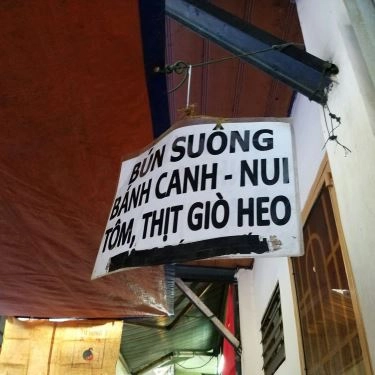 BÚN SUÔNG
BÁNH CANH - NUI
TÔM, THỊT GIÒ HEO